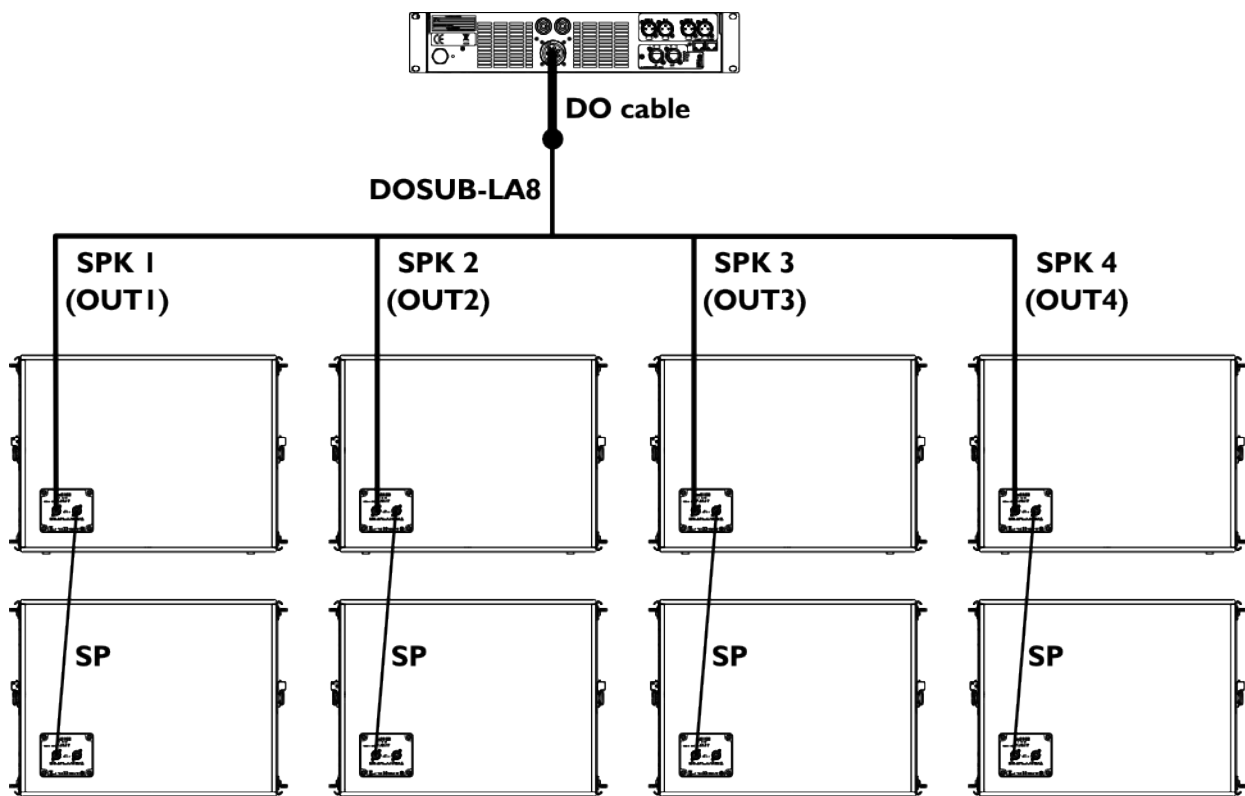 DO cable
DOSUB-LA8
SPK 1
(OUT1)
SPK 2
(OUT2)
SPK 3
(OUT3)
SPK 4
(OUT4)
SP
SP
SP
SP